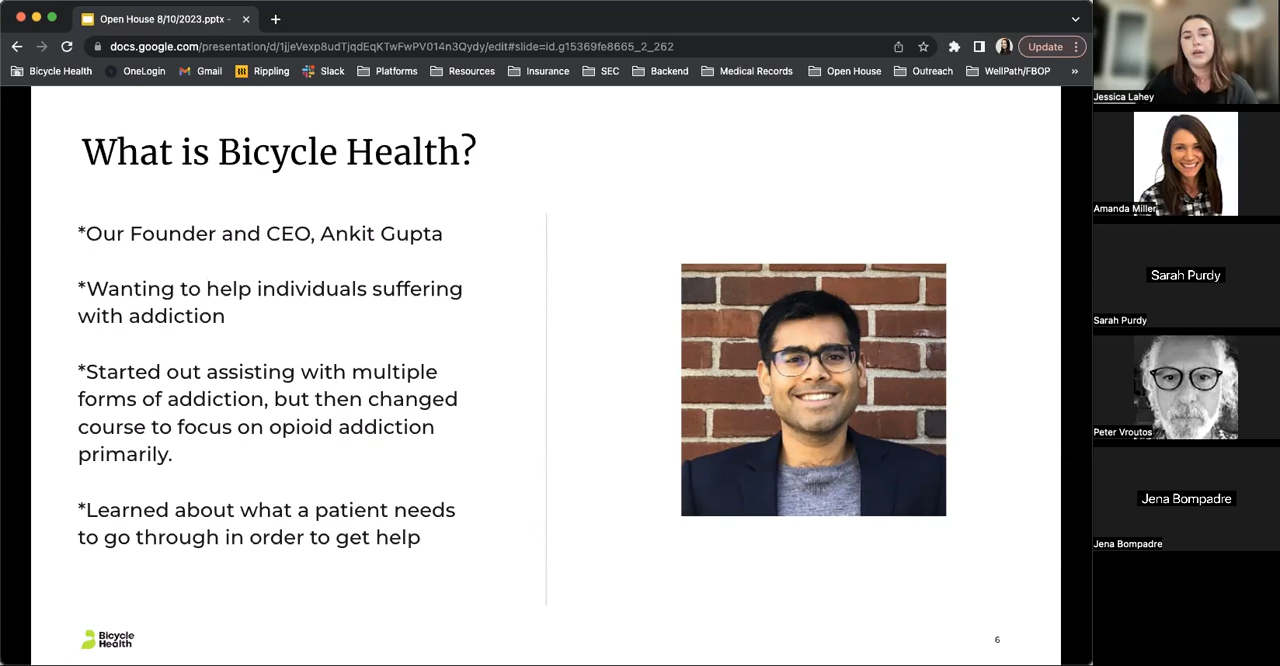 Open House 8/10/2023.pptx -
docs.google.com/presentation/d/1jjeVexp8udTjqdEqKTwFwPV014n3Qydy/edit#slide=id.g15369fe8665_2_262
Update
Bicycle Health
OneLogin
Gmail
Rippling
Slack
Platforms
Resources
Insurance
SEC
Backend
Medical Records
Open House
Outreach
WellPath/FBOP
»
What is Bicycle Health?
*Our Founder and CEO, Ankit Gupta
*Wanting to help individuals suffering
with addiction
*Started out assisting with multiple
forms of addiction, but then changed
course to focus on opioid addiction
primarily.
*Learned about what a patient needs
to go through in order to get help
Bicycle
Health
6
Jessica Lahey
Amanda Miller
Sarah Purdy
Sarah Purdy
Peter Vroutos
Jena Bompadre
Jena Bompadre